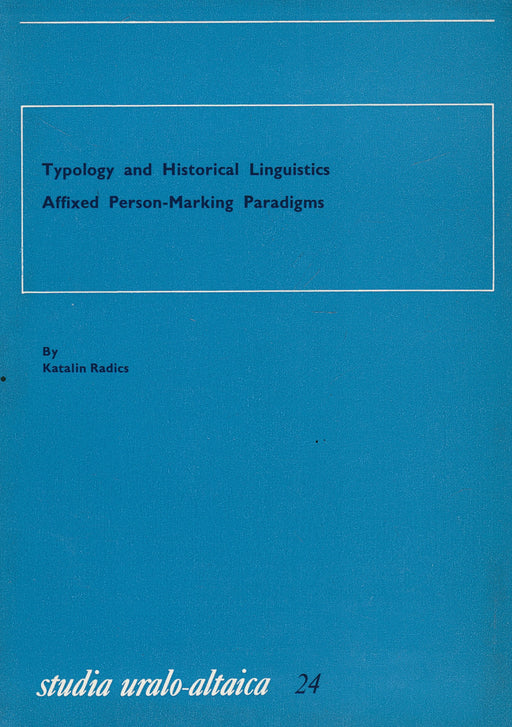 Typology and Historical Linguistics
Affixed Person-Marking Paradigms
By
Katalin Radics
studia uralo-altaica 24